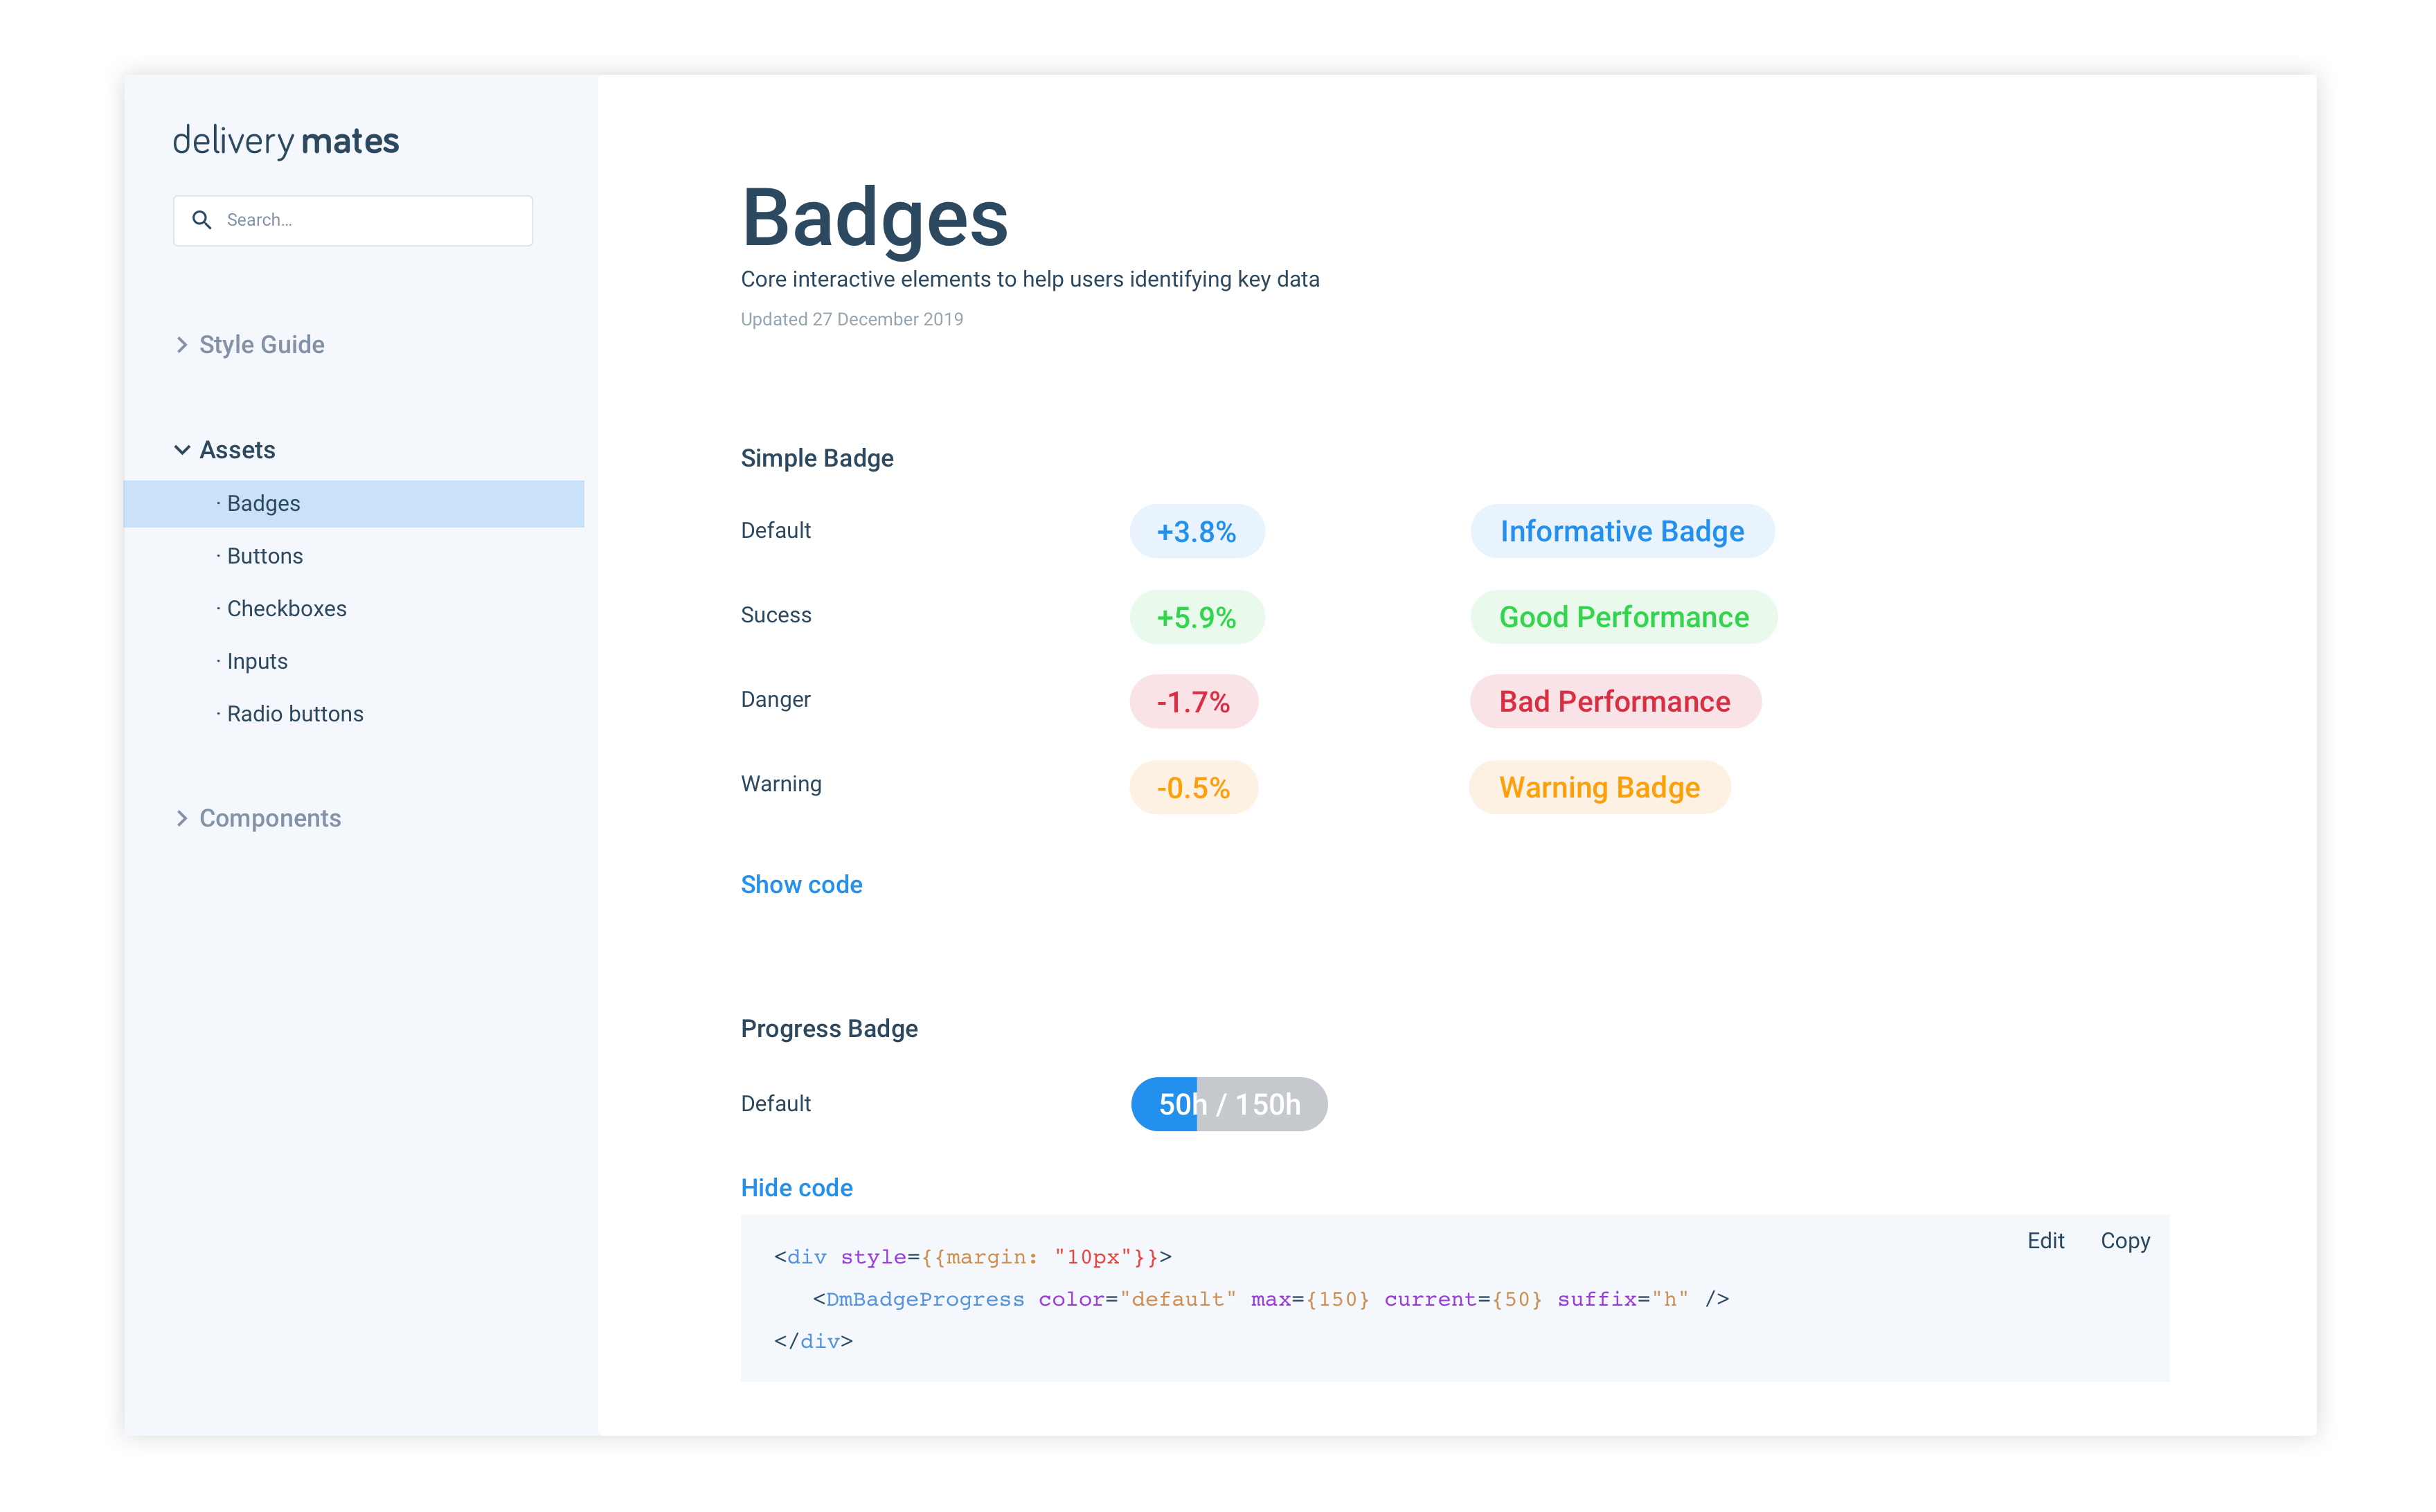 delivery mates
Search...
Style Guide
Assets
· Badges
· Buttons
· Checkboxes
· Inputs
· Radio buttons
Components
Badges
Core interactive elements to help users identifying key data
Updated 27 December 2019
Simple Badge
Default +3.8% Informative Badge
Sucess +5.9% Good Performance
Danger -1.7% Bad Performance
Warning -0.5% Warning Badge
Show code
Progress Badge
Default 50h / 150h
Hide code
Edit Copy
<div style={{margin: "10px"}}>
<DmBadgeProgress color="default" max={150} current={50} suffix="h" />
</div>